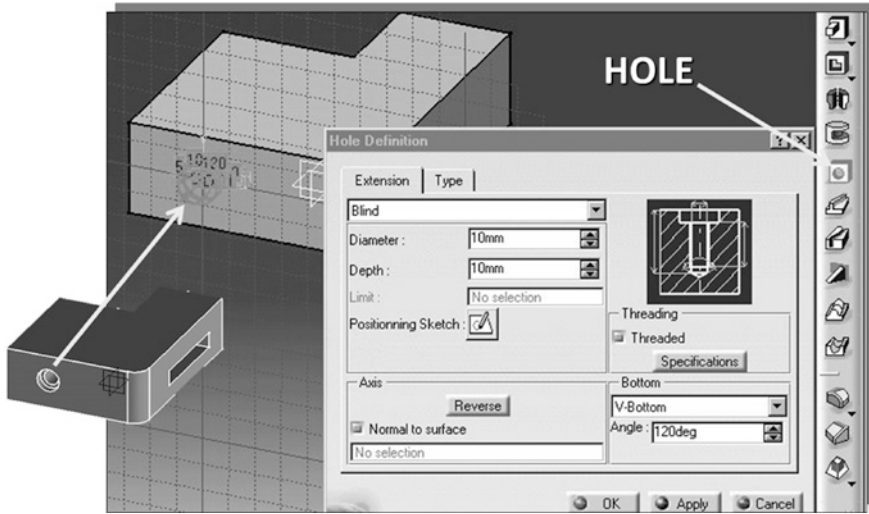 HOLE
Hole Definition
Extension Type
Blind
Diameter : 10mm
Depth : 10mm
Limit : No selection
Positionning Sketch :
Threading
Threaded
Specifications
Axis
Reverse
Normal to surface
No selection
Bottom
V-Bottom
Angle : 120deg
OK Apply Cancel